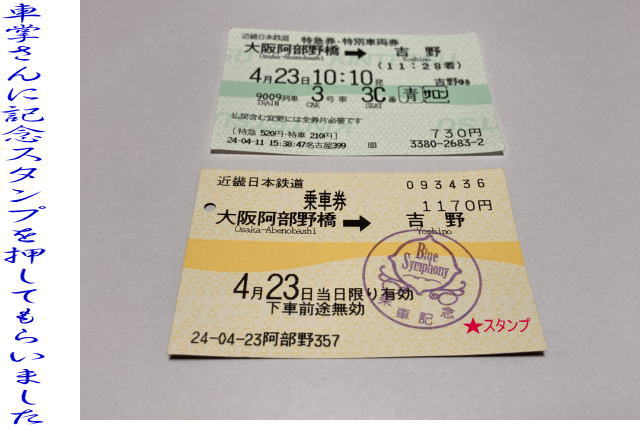 車掌さんに記念スタンプを押してもらいました
近畿日本鉄道 特急券・特別車両券
大阪阿部野橋 ➡ 吉野
Osaka-Abenobashi Yoshino
(11:28着)
4月23日10:10発 吉野ゆき
9009列車 3号車 3C番 青 サロン
TRAIN CAR SEAT
払戻含む変更には全券片必要です
[特急 520円・特車 210円] 730円
24-04-11 15:38:47名古屋399 3380-2683-2
近畿日本鉄道 093436
乗車券 1170円
大阪阿部野橋 ➡ 吉野
Osaka-Abenobashi Yoshino
Blue
Symphony
乗車記念
4月23日当日限り有効
下車前途無効
★スタンプ
24-04-23阿部野357